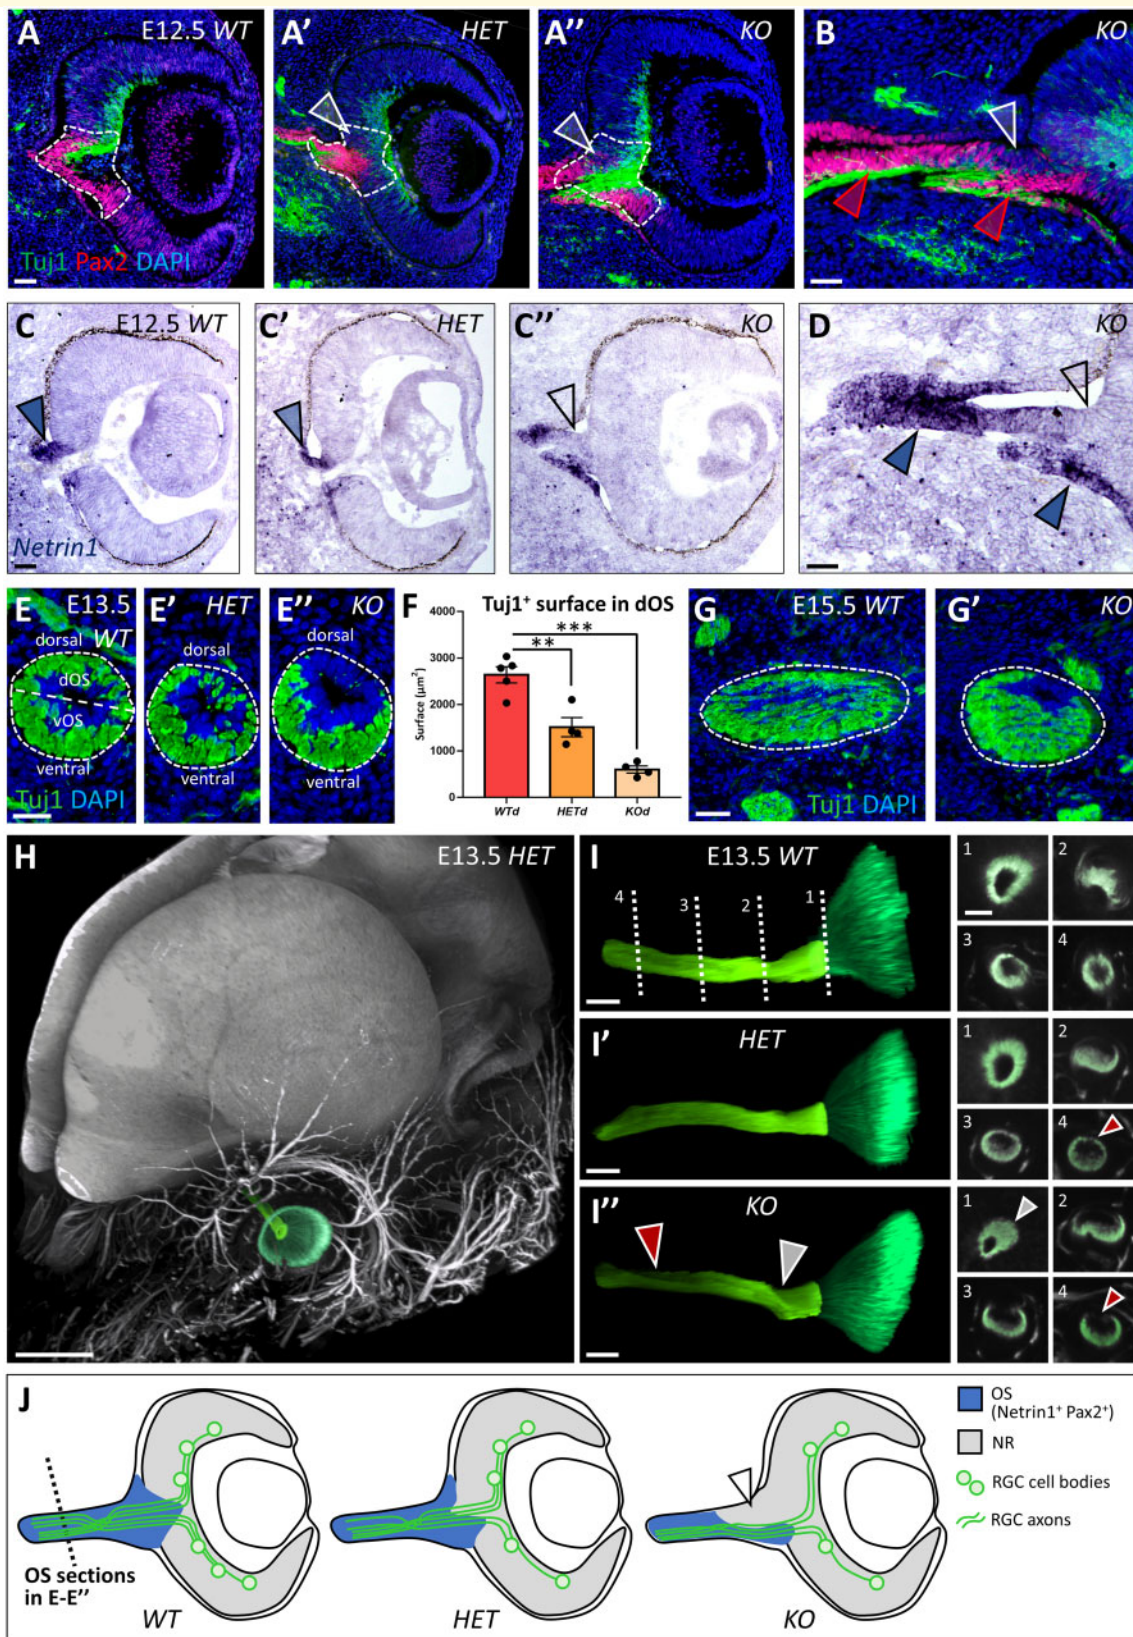 A E12.5 WT
Tuj1 Pax2 DAPI
A' HET
A'' KO
B KO
C E12.5 WT
Netrin1
C' HET
C'' KO
D KO
E E13.5
WT
dorsal
dOS
vOS
ventral
Tuj1 DAPI
E' HET
dorsal
ventral
E'' KO
dorsal
ventral
F Tuj1⁺ surface in dOS
Surface (µm²)
4000
3000
2000
1000
0
***
**
WTd HETd KOd
G E15.5 WT
Tuj1 DAPI
G' KO
H E13.5 HET
I E13.5 WT
4 3 2 1
1 2
3 4
I' HET
1 2
3 4
I'' KO
1 2
3 4
J
OS sections
in E-E''
WT
HET
KO
OS
(Netrin1⁺ Pax2⁺)
NR
RGC cell bodies
RGC axons